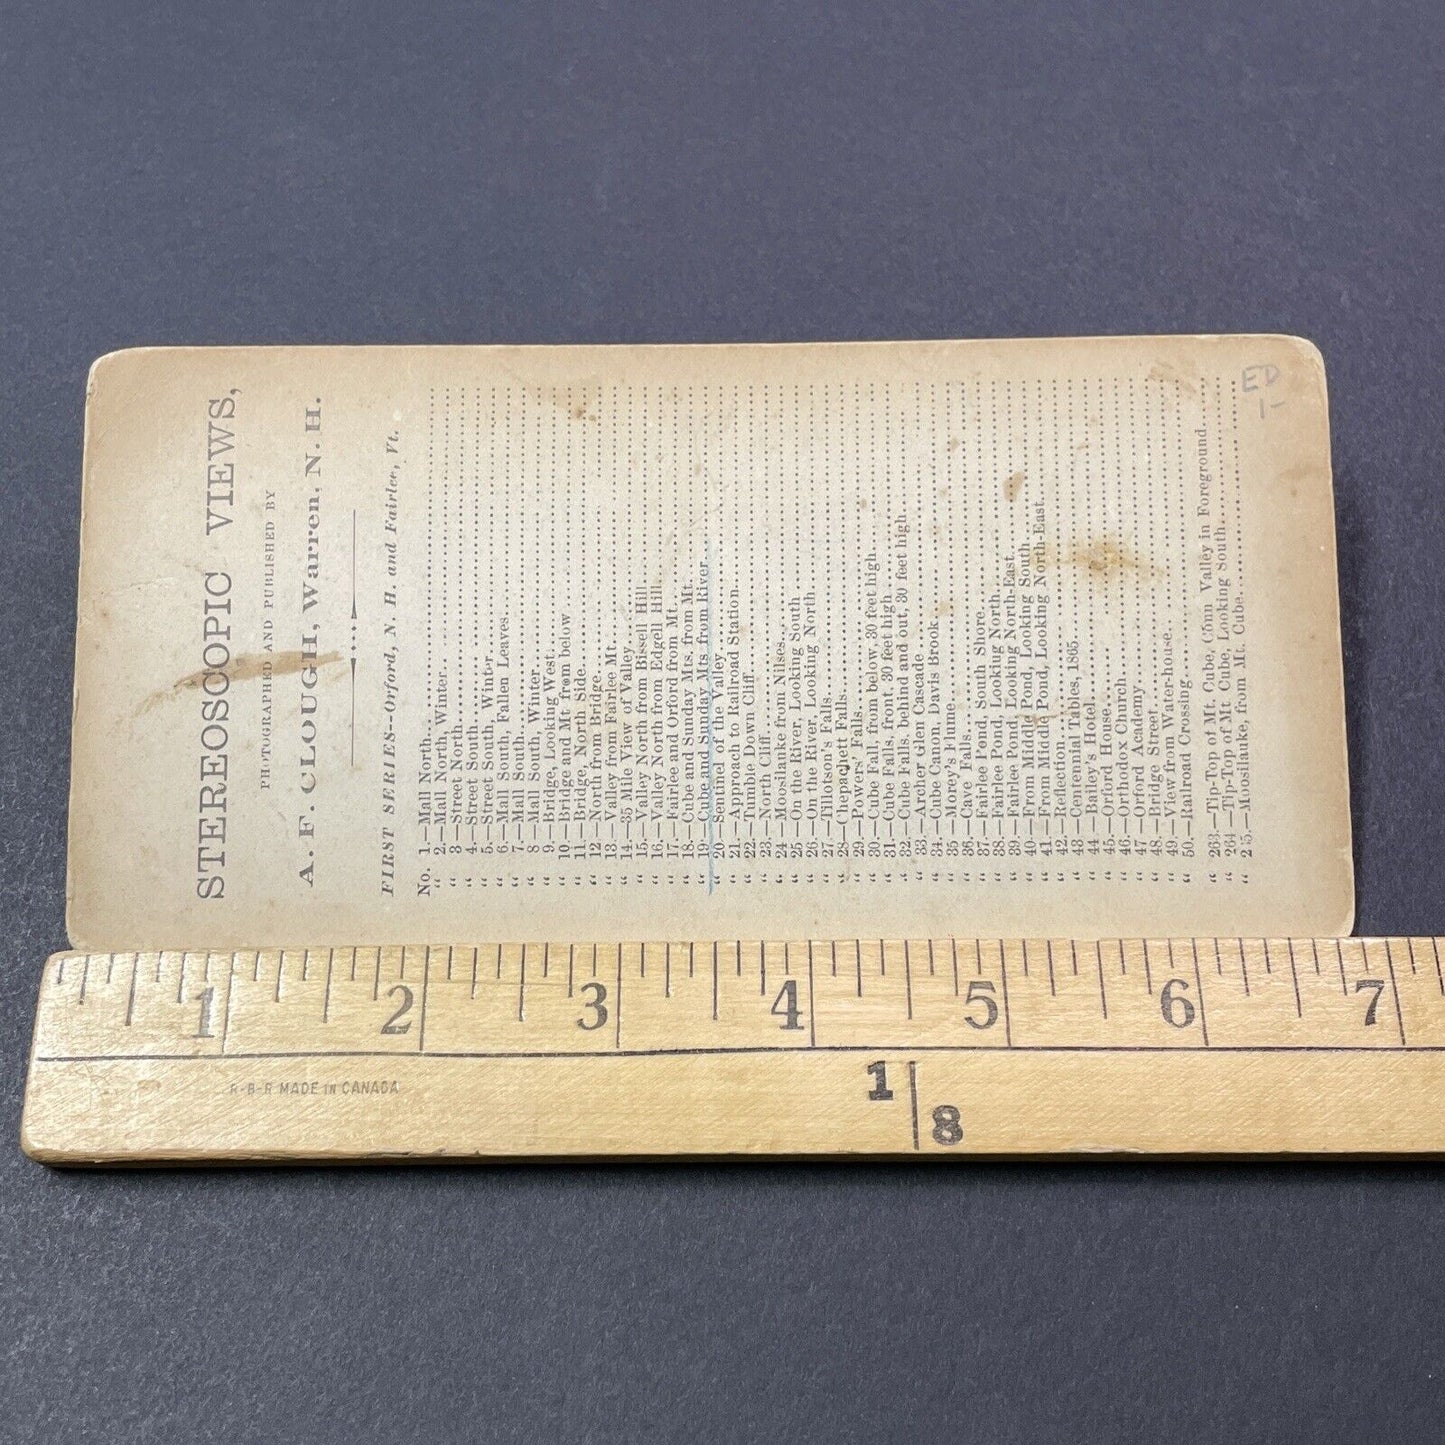 STEREOSCOPIC VIEWS,
PHOTOGRAPHED AND PUBLISHED BY
A. F. CLOUGH, Warren. N. H.
FIRST SERIES--Orford, N. H. and Fairlee, Vt.
No. 1.—Mall North
" 2.—Mall North, Winter
" 3—Street North
" 4.—Street South
" 5.—Street South, Winter
" 6.—Mall South, Fallen Leaves
" 7.—Mall South
" 8—Mall South, Winter
" 9.—Bridge, Looking West
" 10.—Bridge and Mt from below
" 11.—Bridge, North Side
" 12—North from Bridge
" 13.—Valley from Fairlee Mt.
" 14.—35 Mile View of Valley
" 15.—Valley North from Bissell Hill
" 16.—Valley North from Edgell Hill
" 17.—Fairlee and Orford from Mt.
" 18.—Cube and Sunday Mts. from Mt.
" 19.—Cube and Sunday Mts from River
" 20—Sentinel of the Valley
" 21.—Approach to Railroad Station
" 22.—Tumble Down Cliff
" 23.—North Cliff
" 24—Moosilauke from Nilises
" 25—On the River, Looking South
" 26.—On the River, Looking North
" 27.—Tillotson's Falls
" 28—Chepachett Falls
" 29.—Powers' Falls
" 30.—Cube Fall, from below, 30 feet high
" 31.—Cube Falls, front, 30 feet high
" 32.—Cube Falls, behind and out, 30 feet high
" 33.—Archer Glen Cascade
" 34.—Cube Canon, Davis Brook
" 35—Morey's Flume
" 36.—Cave Falls
" 37.—Fairlee Pond, South Shore
" 38.—Fairlee Pond, Looking North
" 39.—Fairlee Pond, Looking North-East
" 40.—From Middle Pond, Looking South
" 41.—From Middle Pond, Looking North-East
" 42.—Reflection
" 43—Centennial Tables, 1865
" 44—Bailey's Hotel
" 45.—Orford House
" 46.—Orthodox Church
" 47—Orford Academy
" 48.—Bridge Street
" 49.—View from Water-house
" 50.—Railroad Crossing
" 263—Tip-Top of Mt. Cube, Conn Valley in Foreground
" 264—Tip-Top of Mt Cube, Looking South
" 2 5.—Moosilauke, from Mt. Cube
ED
1-
1 2 3 4 5 6 7
R-B-R MADE IN CANADA
1/8